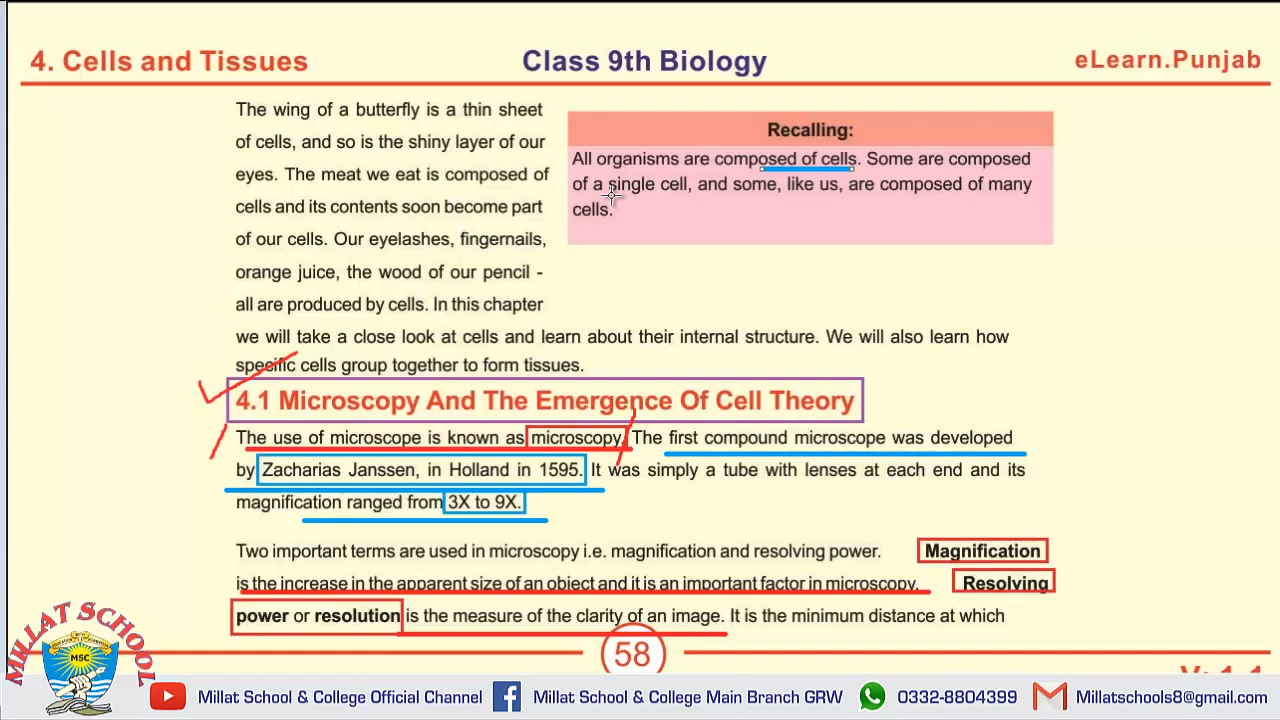 4. Cells and Tissues
Class 9th Biology
eLearn.Punjab
The wing of a butterfly is a thin sheet
of cells, and so is the shiny layer of our
eyes. The meat we eat is composed of
cells and its contents soon become part
of our cells. Our eyelashes, fingernails,
orange juice, the wood of our pencil -
all are produced by cells. In this chapter
we will take a close look at cells and learn about their internal structure. We will also learn how
specific cells group together to form tissues.
Recalling:
All organisms are composed of cells. Some are composed
of a single cell, and some, like us, are composed of many
cells.
4.1 Microscopy And The Emergence Of Cell Theory
The use of microscope is known as microscopy. The first compound microscope was developed
by Zacharias Janssen, in Holland in 1595. It was simply a tube with lenses at each end and its
magnification ranged from 3X to 9X.
Two important terms are used in microscopy i.e. magnification and resolving power. Magnification
is the increase in the apparent size of an object and it is an important factor in microscopy. Resolving
power or resolution is the measure of the clarity of an image. It is the minimum distance at which
58
MILLAT SCHOOL
MSC
Millat School & College Official Channel
Millat School & College Main Branch GRW
0332-8804399
Millatschools8@gmail.com